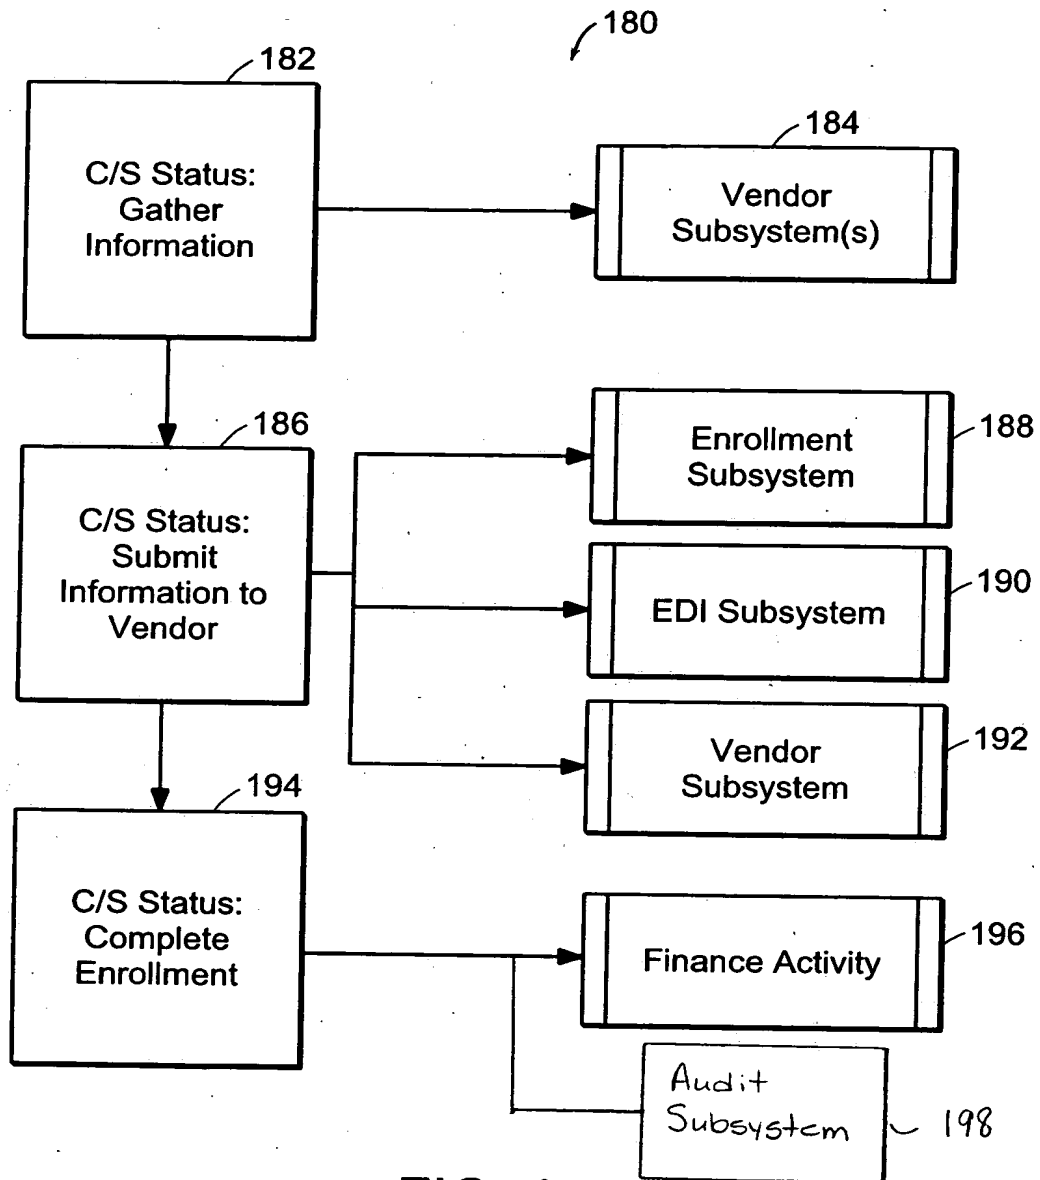 180
182
C/S Status:
Gather
Information
184
Vendor
Subsystem(s)
186
C/S Status:
Submit
Information to
Vendor
Enrollment
Subsystem
188
EDI Subsystem
190
Vendor
Subsystem
192
194
C/S Status:
Complete
Enrollment
Finance Activity
196
Audit
Subsystem
198